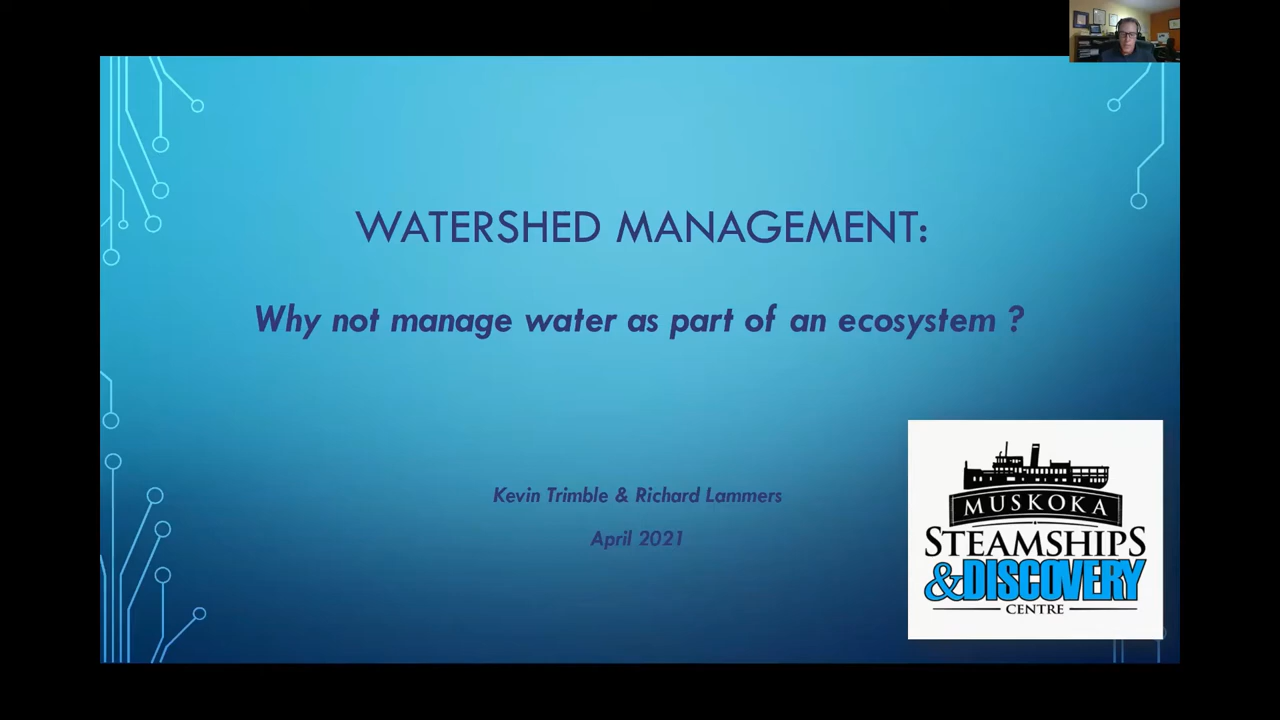 WATERSHED MANAGEMENT:
Why not manage water as part of an ecosystem ?
Kevin Trimble & Richard Lammers
April 2021
MUSKOKA
STEAMSHIPS
&DISCOVERY
CENTRE